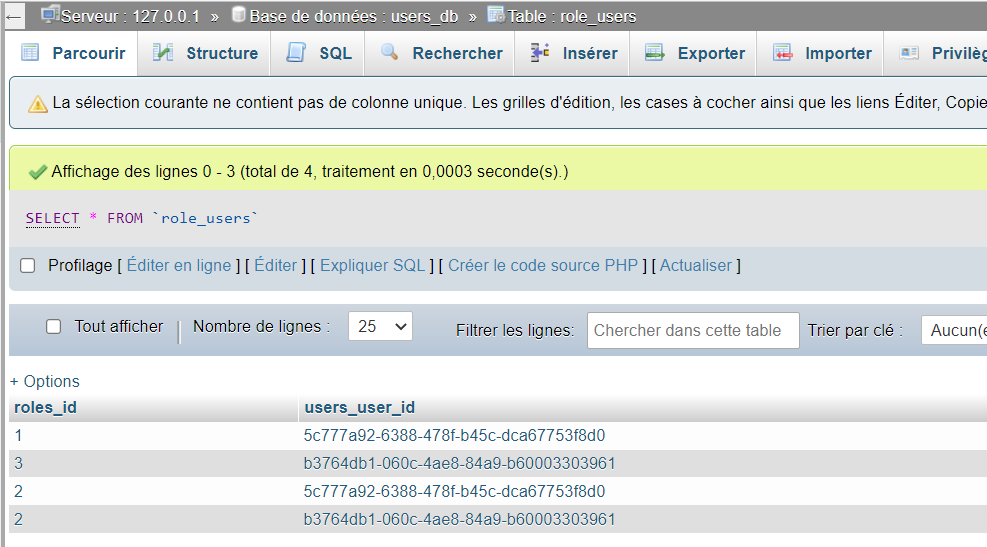 ← Serveur : 127.0.0.1 » Base de données : users_db » Table : role_users
Parcourir Structure SQL Rechercher Insérer Exporter Importer Privilèg
La sélection courante ne contient pas de colonne unique. Les grilles d'édition, les cases à cocher ainsi que les liens Éditer, Copie
Affichage des lignes 0 - 3 (total de 4, traitement en 0,0003 seconde(s).)
SELECT * FROM `role_users`
Profilage [ Éditer en ligne ] [ Éditer ] [ Expliquer SQL ] [ Créer le code source PHP ] [ Actualiser ]
Tout afficher | Nombre de lignes : 25 Filtrer les lignes: Chercher dans cette table Trier par clé : Aucun(e
+ Options
roles_id users_user_id
1 5c777a92-6388-478f-b45c-dca67753f8d0
3 b3764db1-060c-4ae8-84a9-b60003303961
2 5c777a92-6388-478f-b45c-dca67753f8d0
2 b3764db1-060c-4ae8-84a9-b60003303961